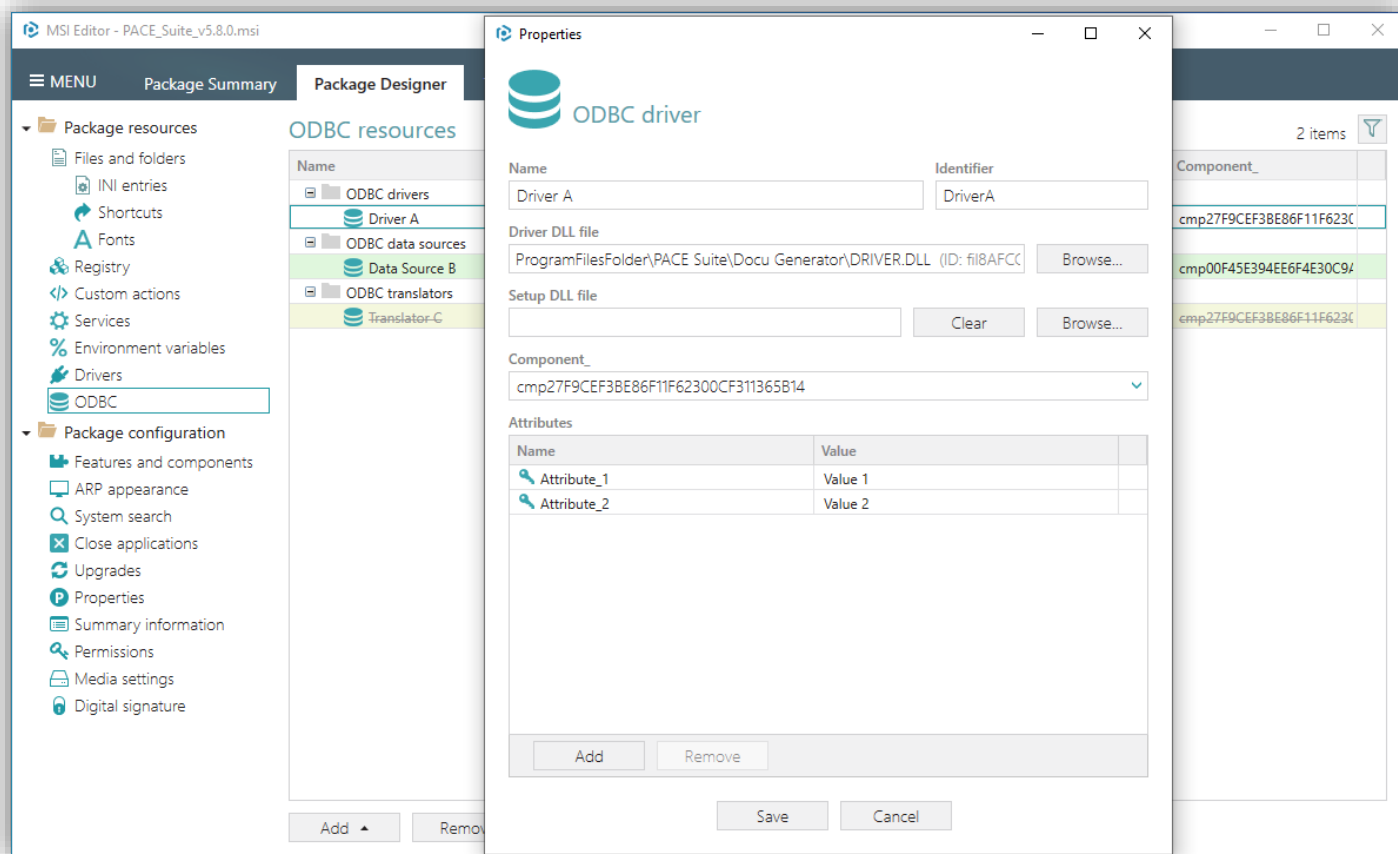 MSI Editor - PACE_Suite_v5.8.0.msi
MENU
Package Summary
Package Designer
Package resources
Files and folders
INI entries
Shortcuts
Fonts
Registry
Custom actions
Services
Environment variables
Drivers
ODBC
Package configuration
Features and components
ARP appearance
System search
Close applications
Upgrades
Properties
Summary information
Permissions
Media settings
Digital signature
ODBC resources
2 items
Name
Component_
ODBC drivers
Driver A
cmp27F9CEF3BE86F11F6230
ODBC data sources
Data Source B
cmp00F45E394EE6F4E30C9
ODBC translators
Translator C
cmp27F9CEF3BE86F11F6230
Add
Remov
Properties
ODBC driver
Name
Identifier
Driver A
DriverA
Driver DLL file
ProgramFilesFolder\PACE Suite\Docu Generator\DRIVER.DLL (ID: fil8AFCC
Browse...
Setup DLL file
Clear
Browse...
Component_
cmp27F9CEF3BE86F11F62300CF311365B14
Attributes
Name Value
Attribute_1 Value 1
Attribute_2 Value 2
Add
Remove
Save
Cancel